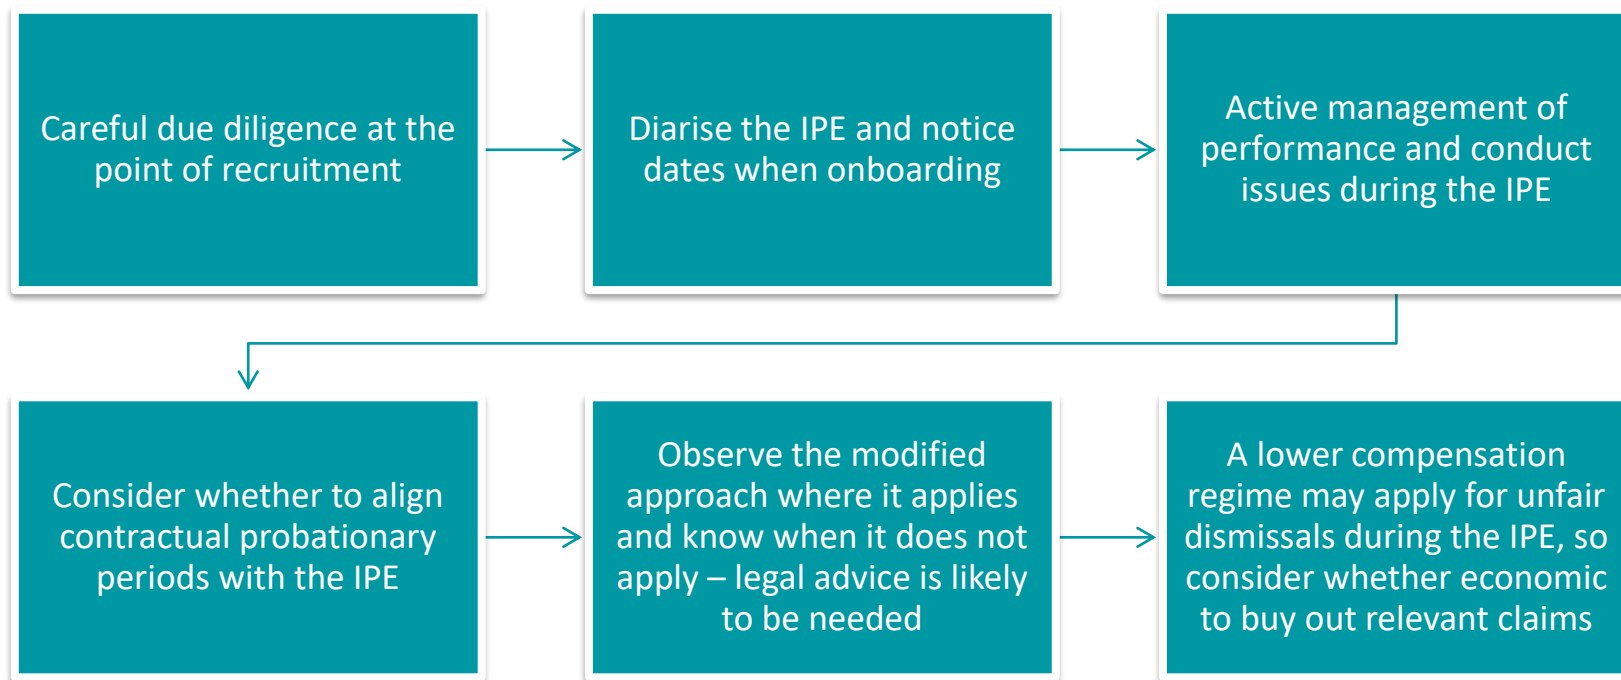 Careful due diligence at the
point of recruitment
Diarise the IPE and notice
dates when onboarding
Active management of
performance and conduct
issues during the IPE
Consider whether to align
contractual probationary
periods with the IPE
Observe the modified
approach where it applies
and know when it does not
apply – legal advice is likely
to be needed
A lower compensation
regime may apply for unfair
dismissals during the IPE, so
consider whether economic
to buy out relevant claims